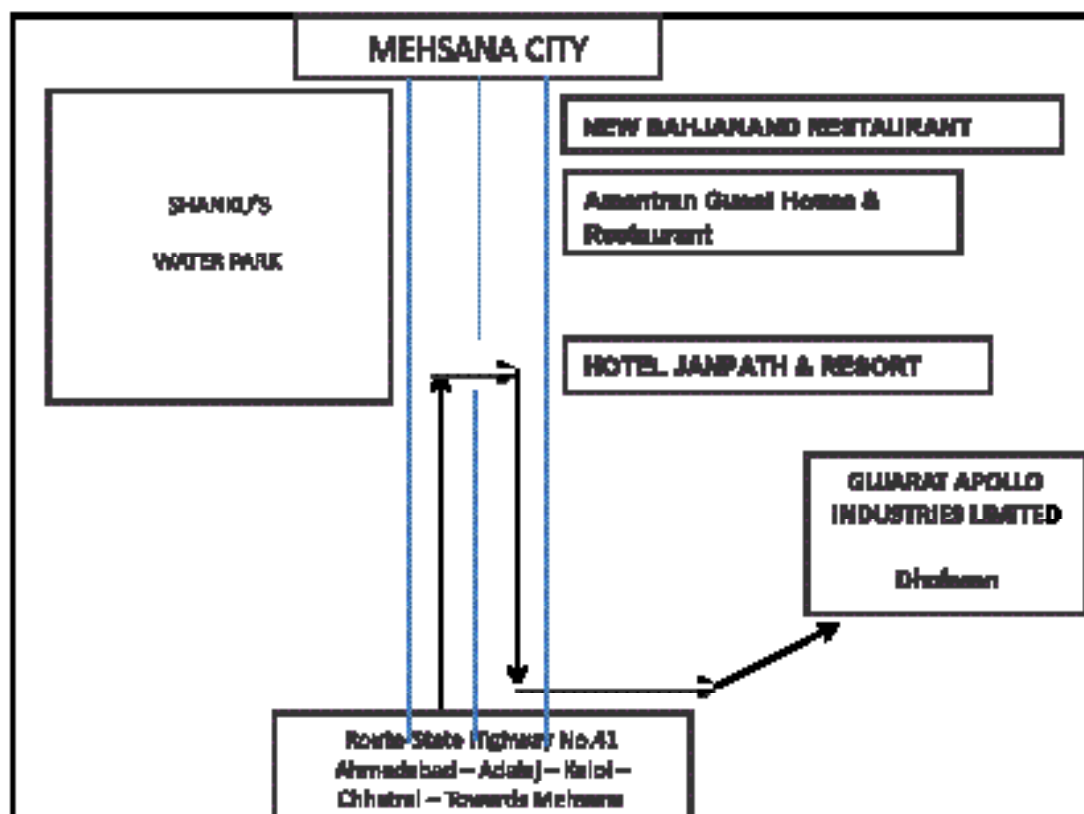 MEHSANA CITY
NEW SAHJANAND RESTAURANT
SHANKU'S
WATER PARK
Amantran Guest House &
Restaurant
HOTEL JANPATH & RESORT
GUJARAT APOLLO
INDUSTRIES LIMITED
Route State Highway No.41
Ahmedabad – Adalaj – Kalol –
Chhatral – Towards Mehsana